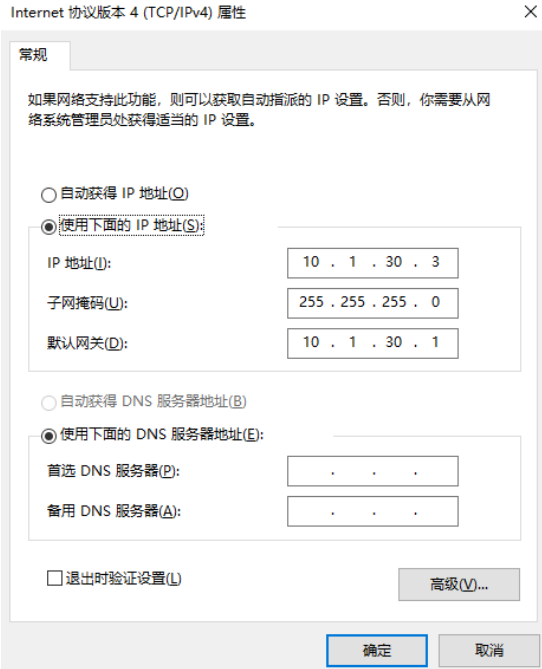 Internet 协议版本 4 (TCP/IPv4) 属性
常规
如果网络支持此功能，则可以获取自动指派的 IP 设置。否则，你需要从网
络系统管理员处获得适当的 IP 设置。
自动获得 IP 地址(O)
使用下面的 IP 地址(S):
IP 地址(I): 10 . 1 . 30 . 3
子网掩码(U): 255 . 255 . 255 . 0
默认网关(D): 10 . 1 . 30 . 1
自动获得 DNS 服务器地址(B)
使用下面的 DNS 服务器地址(E):
首选 DNS 服务器(P): . . .
备用 DNS 服务器(A): . . .
退出时验证设置(L)
高级(V)...
确定 取消